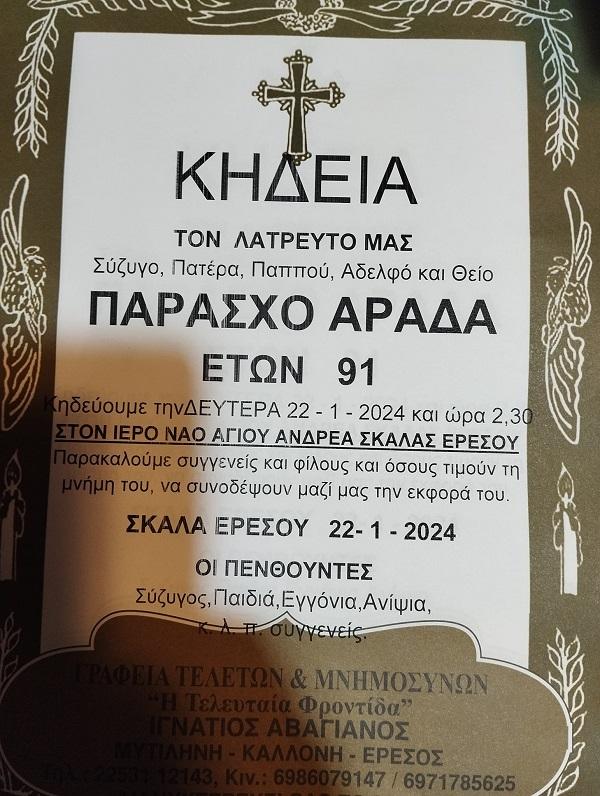 ΚΗΔΕΙΑ
ΤΟΝ ΛΑΤΡΕΥΤΟ ΜΑΣ
Σύζυγο, Πατέρα, Παππού, Αδελφό και Θείο
ΠΑΡΑΣΧΟ ΑΡΑΔΑ
ΕΤΩΝ 91
Κηδεύουμε τηνΔΕΥΤΕΡΑ 22 - 1 - 2024 και ώρα 2,30
ΣΤΟΝ ΙΕΡΟ ΝΑΟ ΑΓΙΟΥ ΑΝΔΡΕΑ ΣΚΑΛΑΣ ΕΡΕΣΟΥ
Παρακαλούμε συγγενείς και φίλους και όσους τιμούν τη
μνήμη του, να συνοδέψουν μαζί μας την εκφορά του.
ΣΚΑΛΑ ΕΡΕΣΟΥ 22- 1 - 2024
ΟΙ ΠΕΝΘΟΥΝΤΕΣ
Σύζυγος,Παιδιά,Εγγόνια,Ανίψια,
κ. λ. π. συγγενείς.
ΓΡΑΦΕΙΑ ΤΕΛΕΤΩΝ & ΜΝΗΜΟΣΥΝΩΝ
“Η Τελευταία Φροντίδα”
ΙΓΝΑΤΙΟΣ ΑΒΑΓΙΑΝΟΣ
ΜΥΤΙΛΗΝΗ - ΚΑΛΛΟΝΗ - ΕΡΕΣΟΣ
Τηλ.: 22531 12143, Κιν.: 6986079147 / 6971785625